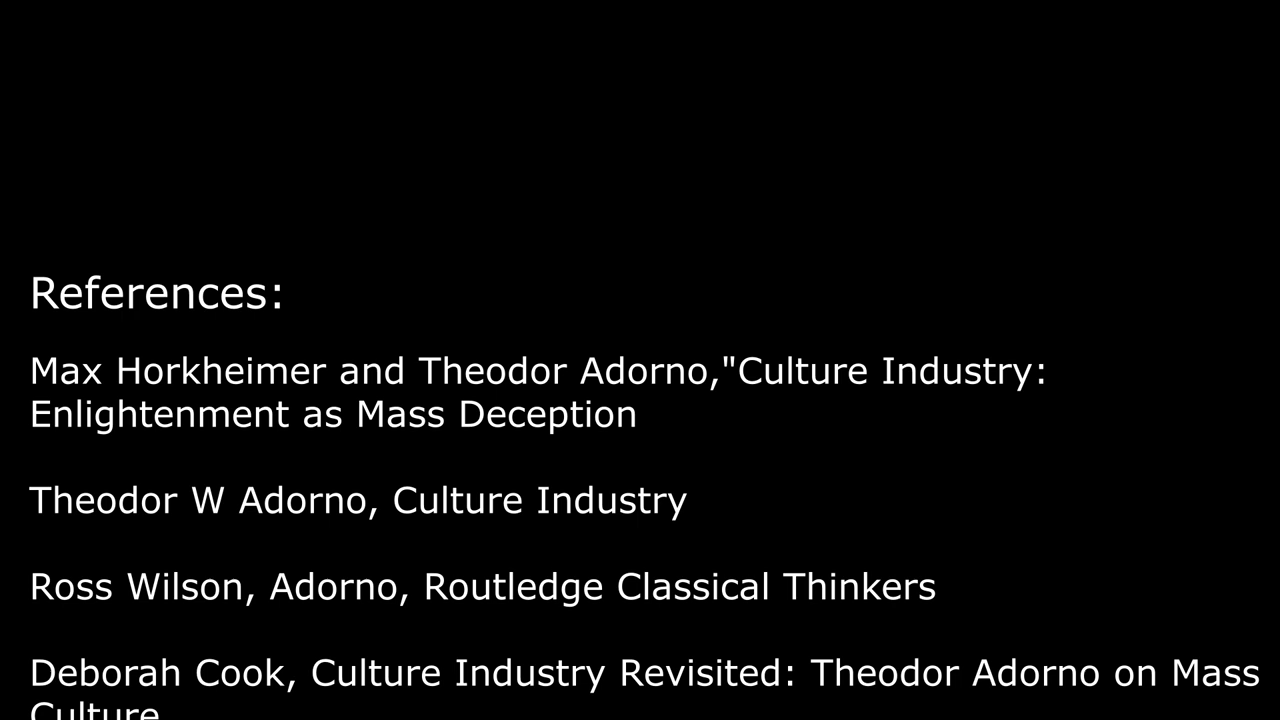 References:
Max Horkheimer and Theodor Adorno,"Culture Industry:
Enlightenment as Mass Deception
Theodor W Adorno, Culture Industry
Ross Wilson, Adorno, Routledge Classical Thinkers
Deborah Cook, Culture Industry Revisited: Theodor Adorno on Mass
Culture